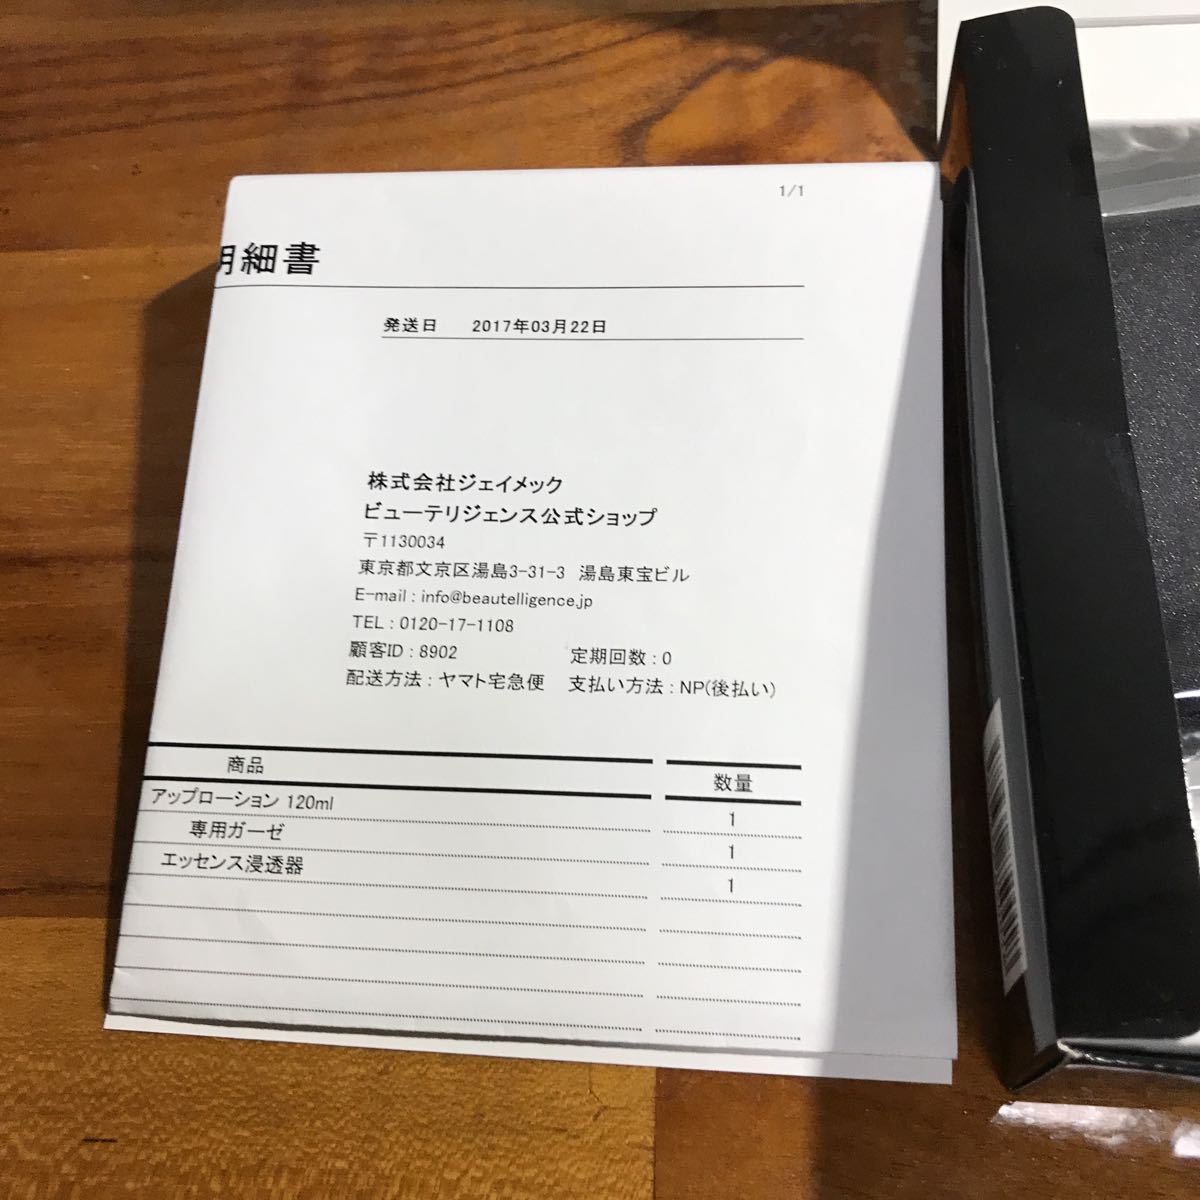 1/1
明細書
発送日 2017年03月22日
株式会社ジェイメック
ビューテリジェンス公式ショップ
〒1130034
東京都文京区湯島3-31-3 湯島東宝ビル
E-mail : info@beautelligence.jp
TEL : 0120-17-1108
顧客ID : 8902 定期回数 : 0
配送方法 : ヤマト宅急便 支払い方法 : NP(後払い)
商品 数量
アップローション 120ml 1
専用ガーゼ 1
エッセンス浸透器 1